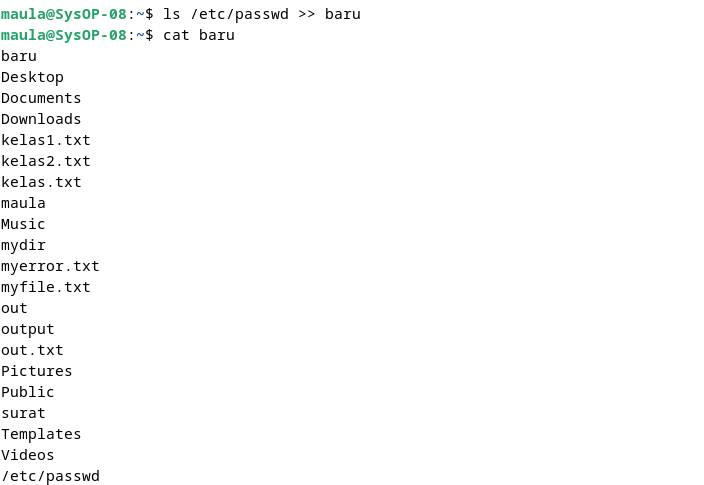 maula@SysOP-08:~$ ls /etc/passwd >> baru
maula@SysOP-08:~$ cat baru
baru
Desktop
Documents
Downloads
kelas1.txt
kelas2.txt
kelas.txt
maula
Music
mydir
myerror.txt
myfile.txt
out
output
out.txt
Pictures
Public
surat
Templates
Videos
/etc/passwd